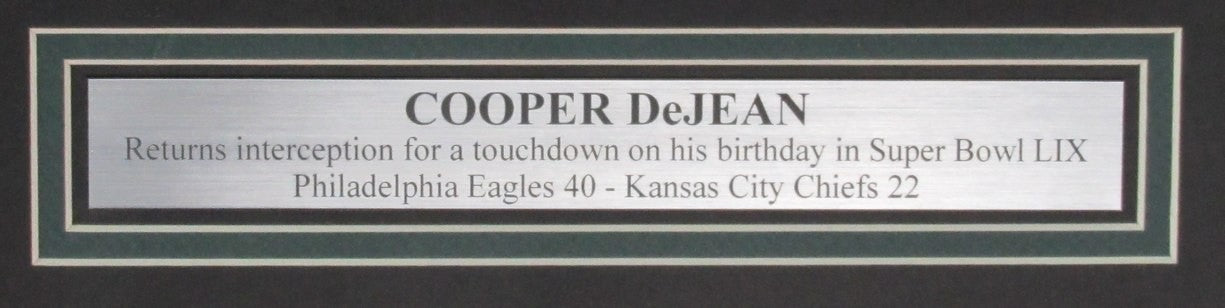 COOPER DeJEAN
Returns interception for a touchdown on his birthday in Super Bowl LIX
Philadelphia Eagles 40 - Kansas City Chiefs 22